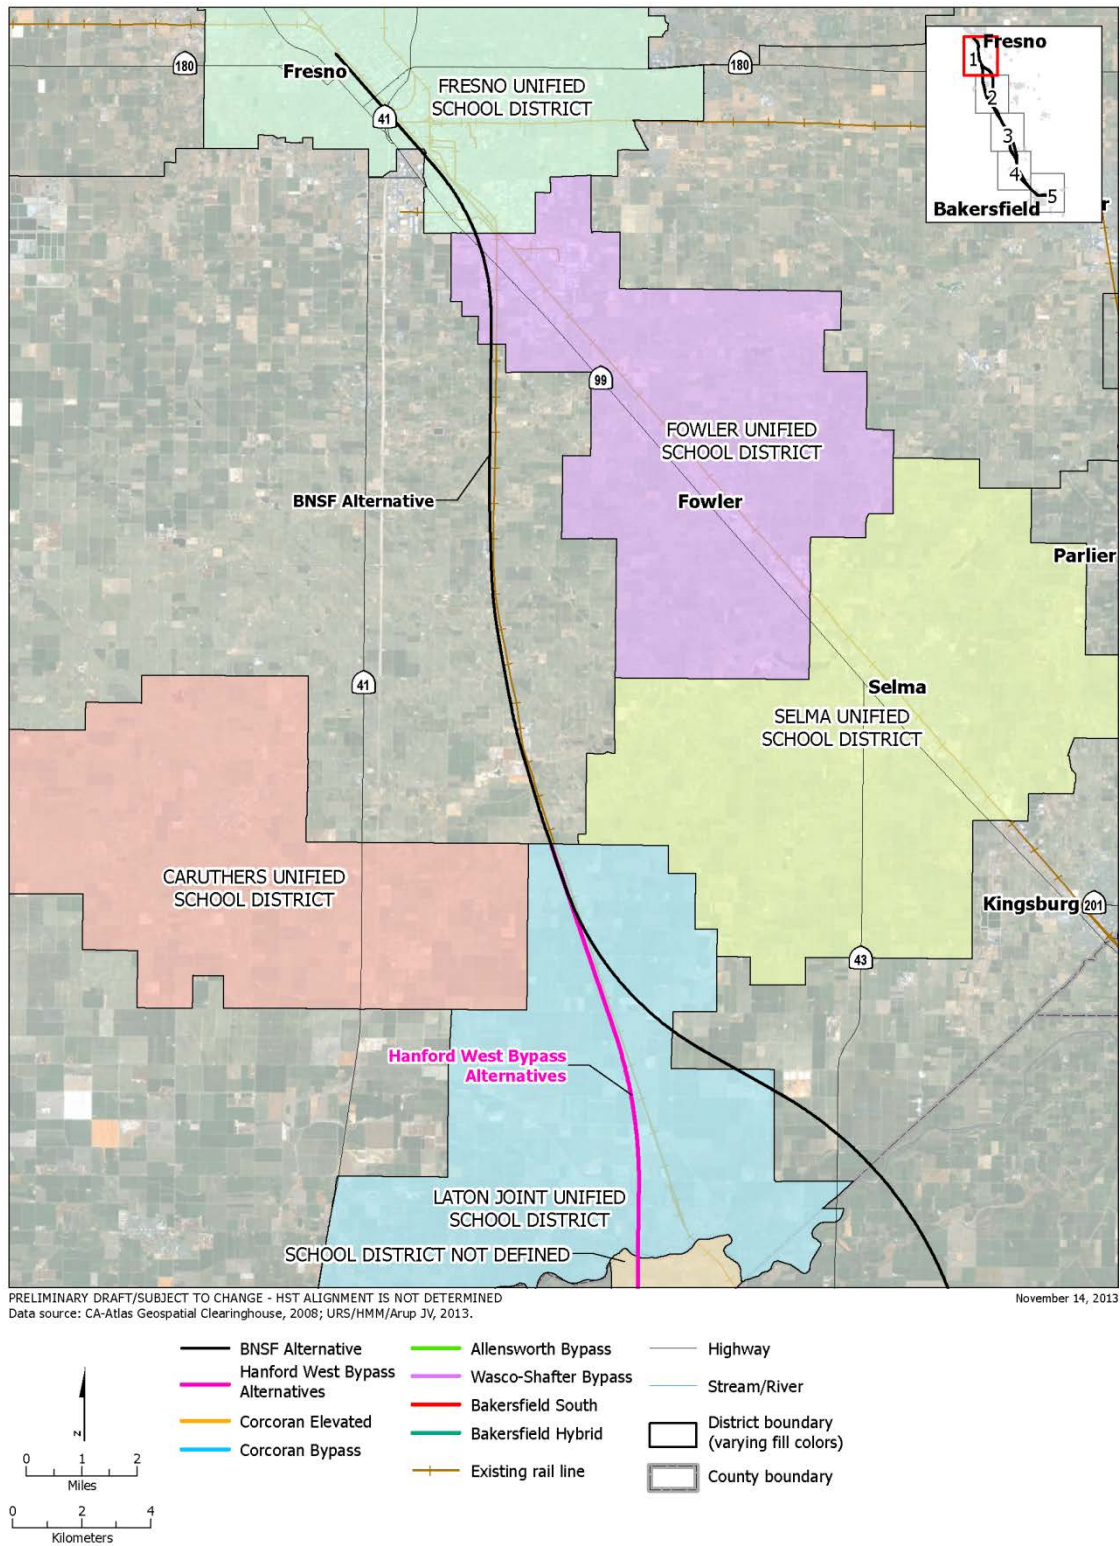 180
Fresno
FRESNO UNIFIED
SCHOOL DISTRICT
180
41
Fresno
1
2
3
4
5
Bakersfield
r
99
FOWLER UNIFIED
SCHOOL DISTRICT
BNSF Alternative
Fowler
Parlier
41
Selma
SELMA UNIFIED
SCHOOL DISTRICT
CARUTHERS UNIFIED
SCHOOL DISTRICT
Kingsburg
201
43
Hanford West Bypass
Alternatives
LATON JOINT UNIFIED
SCHOOL DISTRICT
SCHOOL DISTRICT NOT DEFINED
PRELIMINARY DRAFT/SUBJECT TO CHANGE - HST ALIGNMENT IS NOT DETERMINED
Data source: CA-Atlas Geospatial Clearinghouse, 2008; URS/HMM/Arup JV, 2013.
November 14, 2013
BNSF Alternative
Hanford West Bypass
Alternatives
Corcoran Elevated
Corcoran Bypass
Allensworth Bypass
Wasco-Shafter Bypass
Bakersfield South
Bakersfield Hybrid
Existing rail line
Highway
Stream/River
District boundary
(varying fill colors)
County boundary
N
0 1 2
Miles
0 2 4
Kilometers